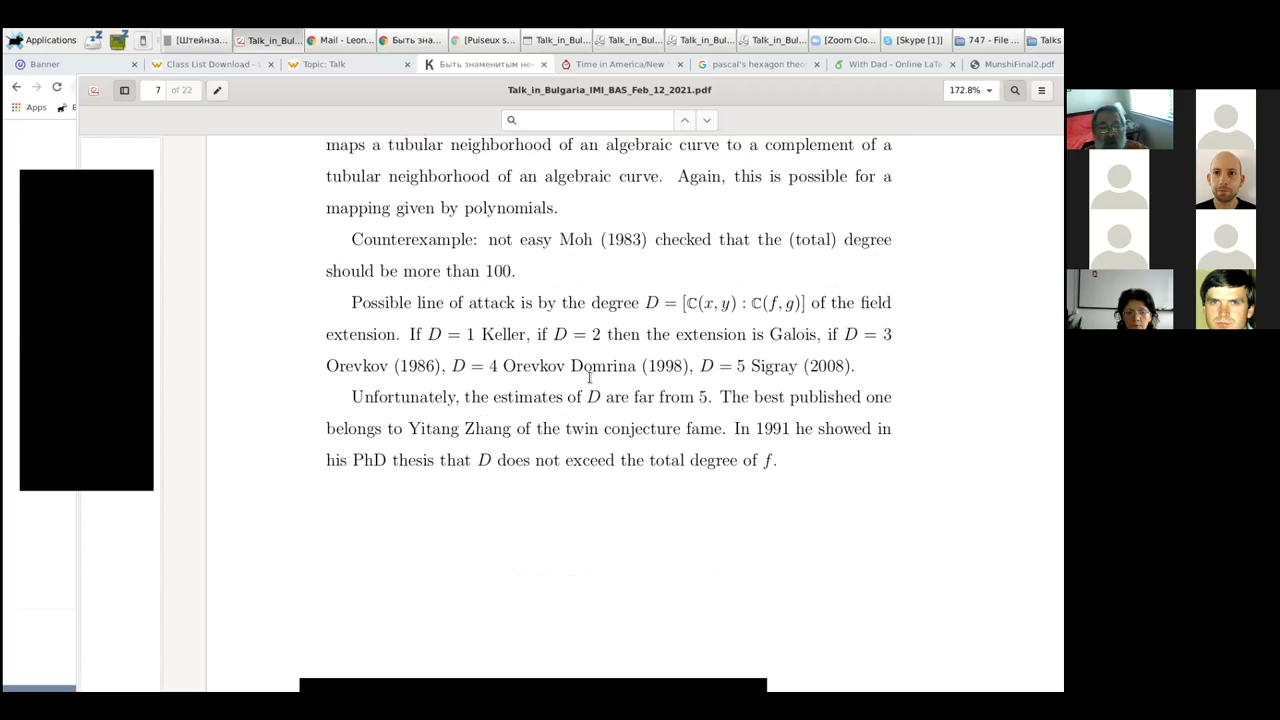 Applications
[Штейнза...
Talk_in_Bul...
Mail - Leon...
Быть зна...
[Puiseux s...
Talk_in_Bul...
Talk_in_Bul...
Talk_in_Bul...
Talk_in_Bul...
[Zoom Clo...
[Skype [1]]
747 - File ...
Talks
Banner
Class List Download -
Topic: Talk
Быть знаменитым не
Time in America/New
pascal's hexagon theo
With Dad - Online LaTe
MunshiFinal2.pdf
7 of 22
Talk_in_Bulgaria_IMI_BAS_Feb_12_2021.pdf
172.8%
Apps
maps a tubular neighborhood of an algebraic curve to a complement of a
tubular neighborhood of an algebraic curve. Again, this is possible for a
mapping given by polynomials.
Counterexample: not easy Moh (1983) checked that the (total) degree
should be more than 100.
Possible line of attack is by the degree D = [ℂ(x, y) : ℂ(f, g)] of the field
extension. If D = 1 Keller, if D = 2 then the extension is Galois, if D = 3
Orevkov (1986), D = 4 Orevkov Domrina (1998), D = 5 Sigray (2008).
Unfortunately, the estimates of D are far from 5. The best published one
belongs to Yitang Zhang of the twin conjecture fame. In 1991 he showed in
his PhD thesis that D does not exceed the total degree of f.